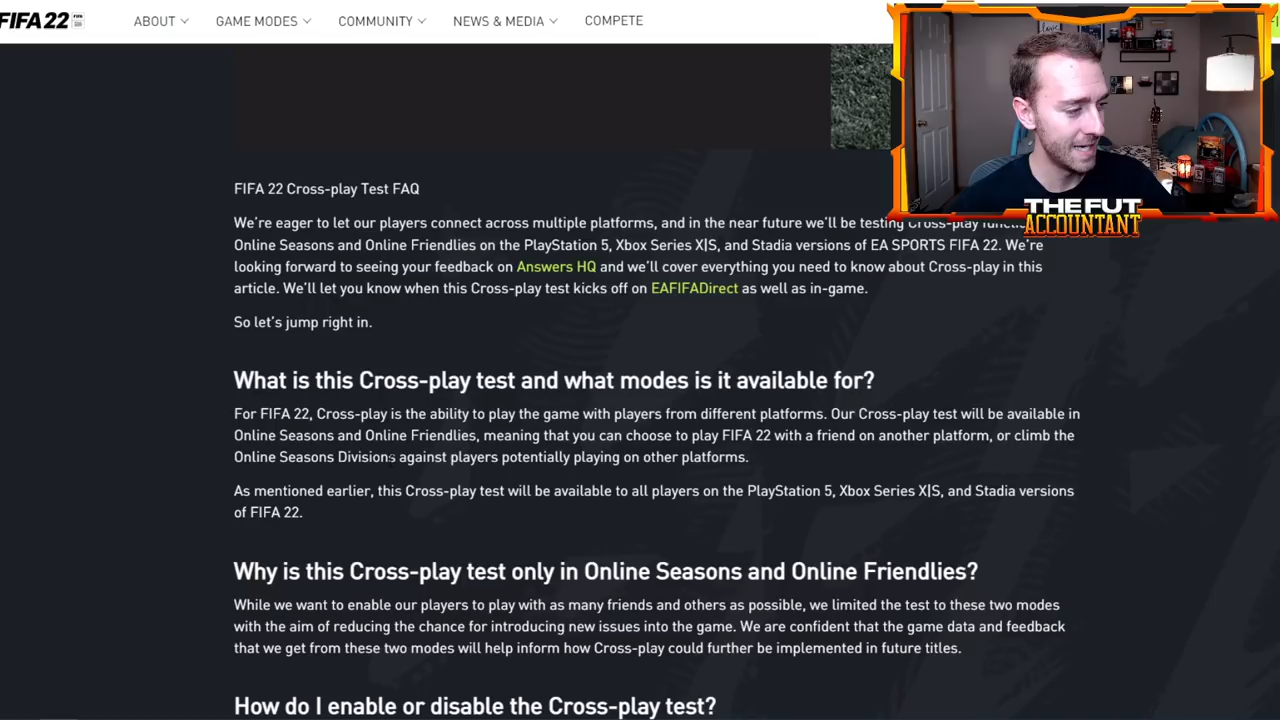 FIFA 22
ABOUT
GAME MODES
COMMUNITY
NEWS & MEDIA
COMPETE
THE FUT
ACCOUNTANT
FIFA 22 Cross-play Test FAQ
We're eager to let our players connect across multiple platforms, and in the near future we'll be testing Cross-play
Online Seasons and Online Friendlies on the PlayStation 5, Xbox Series X|S, and Stadia versions of EA SPORTS FIFA 22. We're
looking forward to seeing your feedback on Answers HQ and we'll cover everything you need to know about Cross-play in this
article. We'll let you know when this Cross-play test kicks off on EAFIFADirect as well as in-game.
So let's jump right in.
What is this Cross-play test and what modes is it available for?
For FIFA 22, Cross-play is the ability to play the game with players from different platforms. Our Cross-play test will be available in
Online Seasons and Online Friendlies, meaning that you can choose to play FIFA 22 with a friend on another platform, or climb the
Online Seasons Divisions against players potentially playing on other platforms.
As mentioned earlier, this Cross-play test will be available to all players on the PlayStation 5, Xbox Series X|S, and Stadia versions
of FIFA 22.
Why is this Cross-play test only in Online Seasons and Online Friendlies?
While we want to enable our players to play with as many friends and others as possible, we limited the test to these two modes
with the aim of reducing the chance for introducing new issues into the game. We are confident that the game data and feedback
that we get from these two modes will help inform how Cross-play could further be implemented in future titles.
How do I enable or disable the Cross-play test?